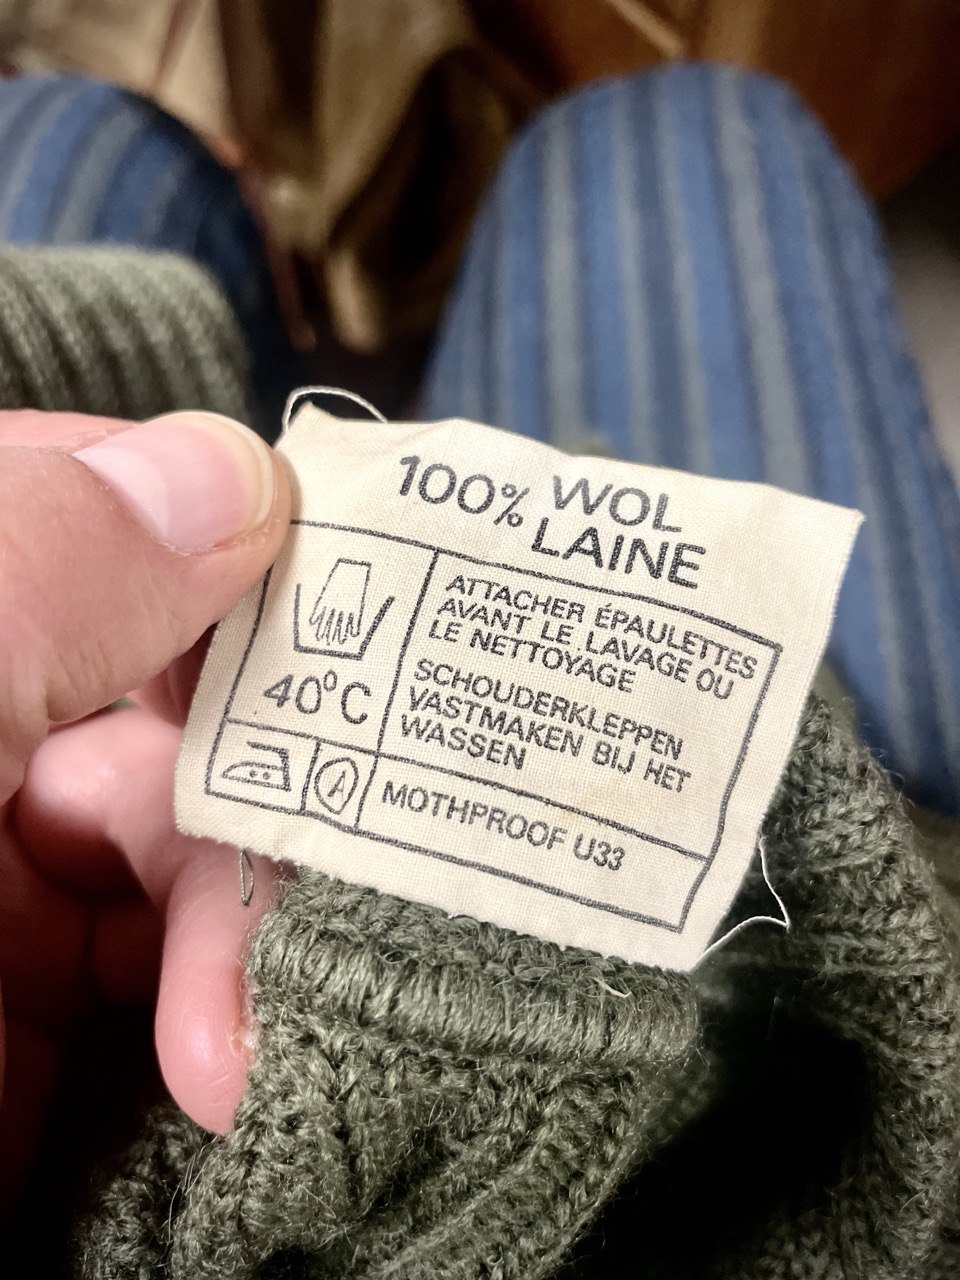 100% WOL
LAINE
ATTACHER ÉPAULETTES
AVANT LE LAVAGE OU
LE NETTOYAGE
SCHOUDERKLEPPEN
VASTMAKEN BIJ HET
WASSEN
40°C
A
MOTHPROOF U33